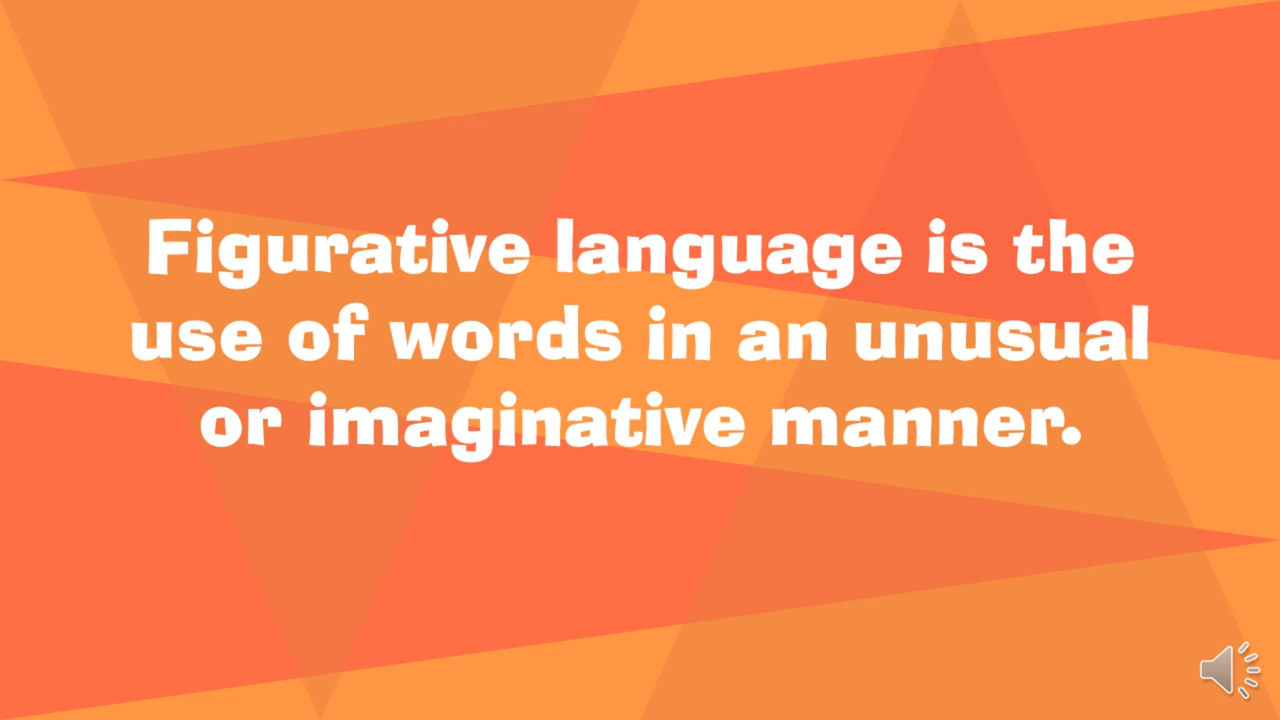 Figurative language is the
use of words in an unusual
or imaginative manner.